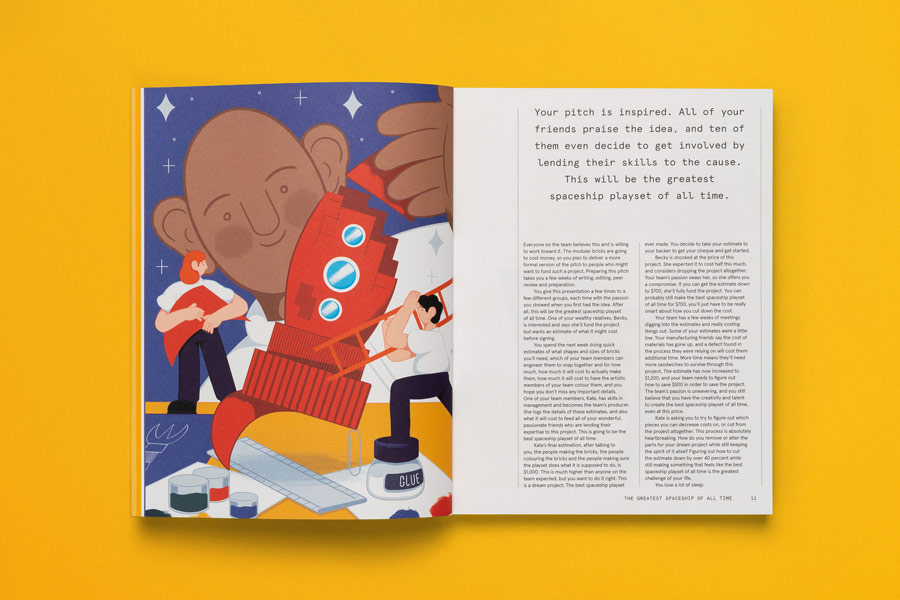 Your pitch is inspired. All of your
friends praise the idea, and ten of
them even decide to get involved by
lending their skills to the cause.
This will be the greatest
spaceship playset of all time.
Everyone on the team believes this and is willing
to work toward it. The modular bricks are going
to cost money, so you plan to deliver a more
formal version of the pitch to people who might
want to fund such a project. Preparing this pitch
takes you a few weeks of writing, editing, peer
review and preparation.
You give this presentation a few times to a
few different groups, each time with the passion
you showed when you first had the idea. After
all, this will be the greatest spaceship playset
of all time. One of your wealthy relatives, Becky,
is interested and says she'll fund the project
but wants an estimate of what it might cost
before signing.
You spend the next week doing quick
estimates of what shapes and sizes of bricks
you'll need, which of your team members can
engineer them to snap together and for how
much, how much it will cost to actually make
them, how much it will cost to have the artistic
members of your team colour them, and you
hope you don't miss any important details.
One of your team members, Kate, has skills in
management and becomes the team's producer.
She logs the details of these estimates, and also
what it will cost to feed all of your wonderful,
passionate friends who are lending their
expertise to this project. This is going to be the
best spaceship playset of all time.
Kate's final estimation, after talking to
you, the people making the bricks, the people
colouring the bricks and the people making sure
the playset does what it is supposed to do, is
$1,000. This is much higher than anyone on the
team expected, but you want to do it right. This
is a dream project: The best spaceship playset
ever made. You decide to take your estimate to
your backer to get your cheque and get started.
Becky is shocked at the price of this
project. She expected it to cost half this much,
and considers dropping the project altogether.
Your team's passion sways her, so she offers you
a compromise. If you can get the estimate down
to $700, she'll fully fund the project. You can
probably still make the best spaceship playset
of all time for $700, you'll just have to be really
smart about how you cut down the cost.
Your team has a few weeks of meetings
digging into the estimates and really costing
things out. Some of your estimates were a little
low. Your manufacturing friend says the cost of
materials has gone up, and a defect found in
the process they were relying on will cost them
additional time. More time means they'll need
more sandwiches to survive through this
project. The estimate has now increased to
$1,200, and your team needs to figure out
how to save $500 in order to save the project.
The team's passion is unwavering, and you still
believe that you have the creativity and talent
to create the best spaceship playset of all time,
even at this price.
Kate is asking you to try to figure out which
pieces you can decrease costs on, or cut from
the project altogether. This process is absolutely
heartbreaking. How do you remove or alter the
parts for your dream project while still keeping
the spirit of it alive? Figuring out how to cut
the estimate down by over 40 percent while
still making something that feels like the best
spaceship playset of all time is the greatest
challenge of your life.
You lose a lot of sleep.
THE GREATEST SPACESHIP OF ALL TIME 11
GLUE